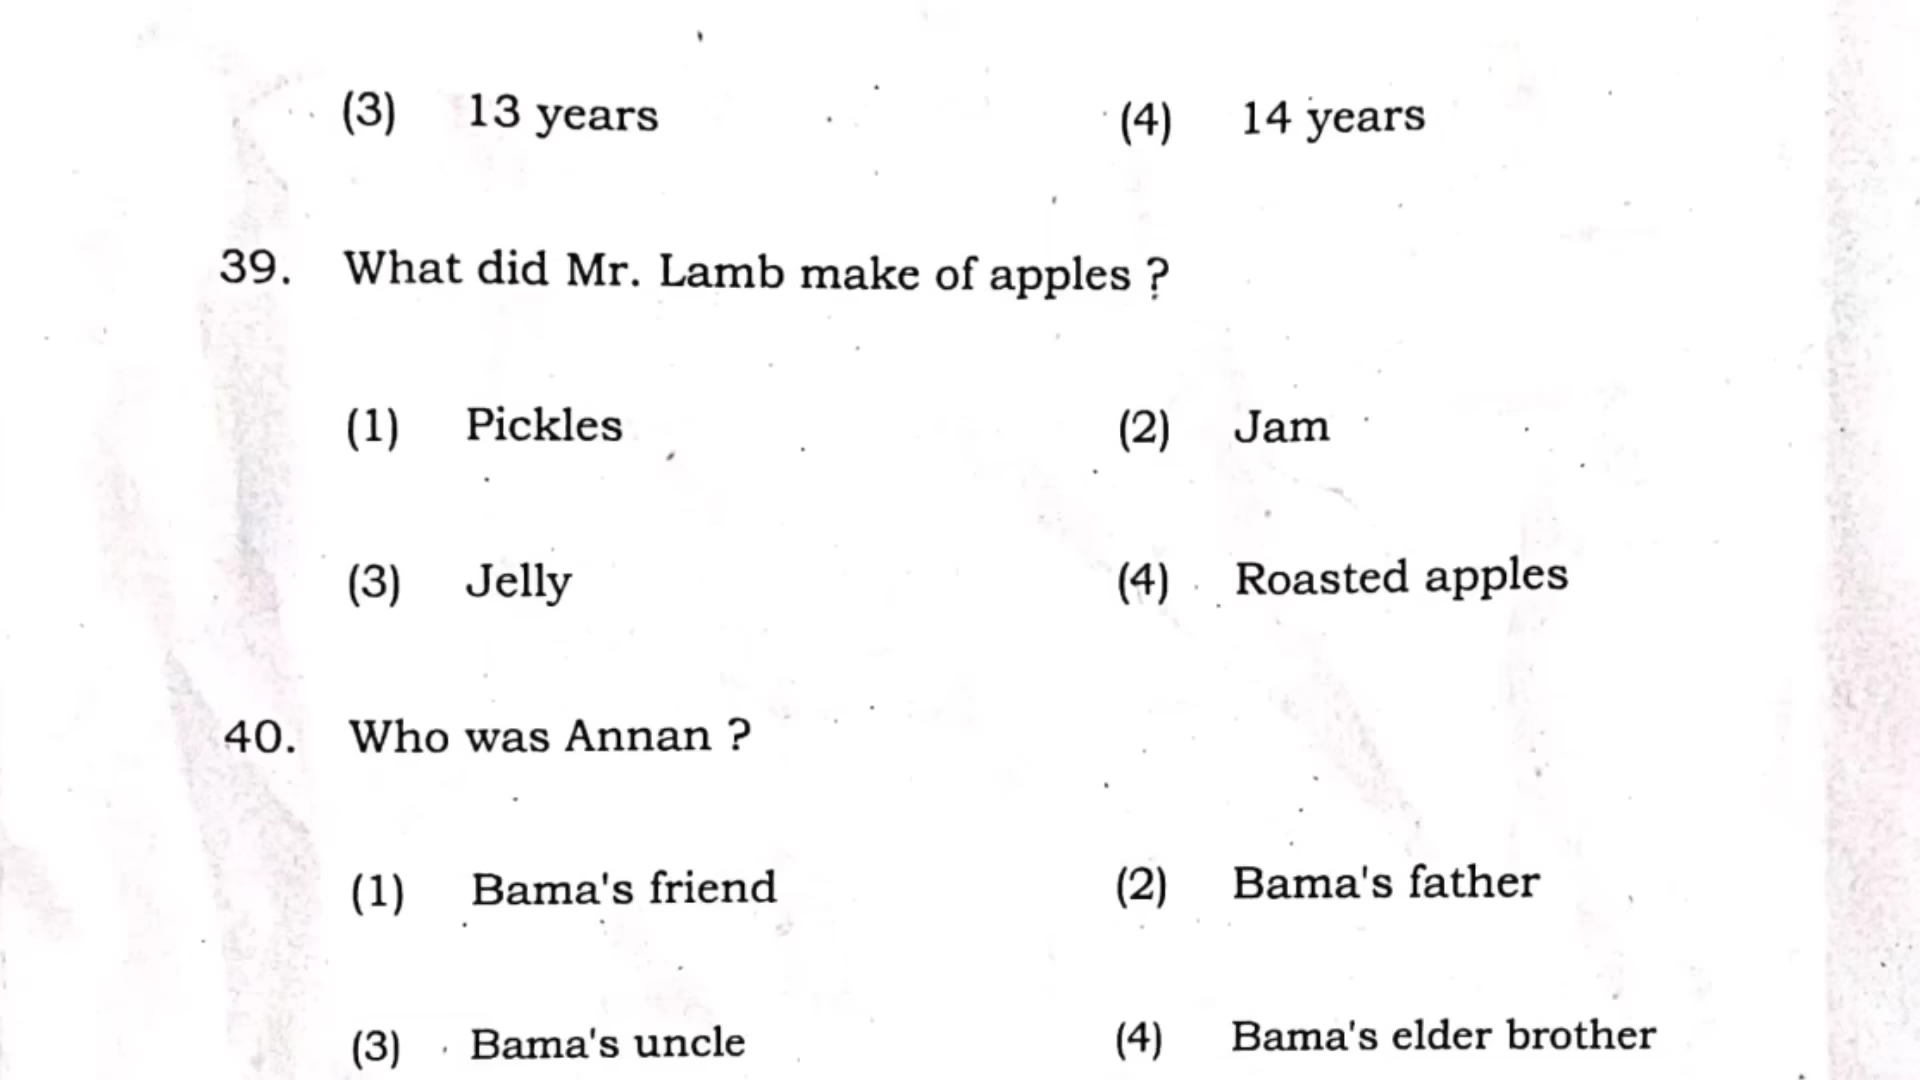 (3) 13 years (4) 14 years
39. What did Mr. Lamb make of apples ?
(1) Pickles (2) Jam
(3) Jelly (4) Roasted apples
40. Who was Annan ?
(1) Bama's friend (2) Bama's father
(3) Bama's uncle (4) Bama's elder brother